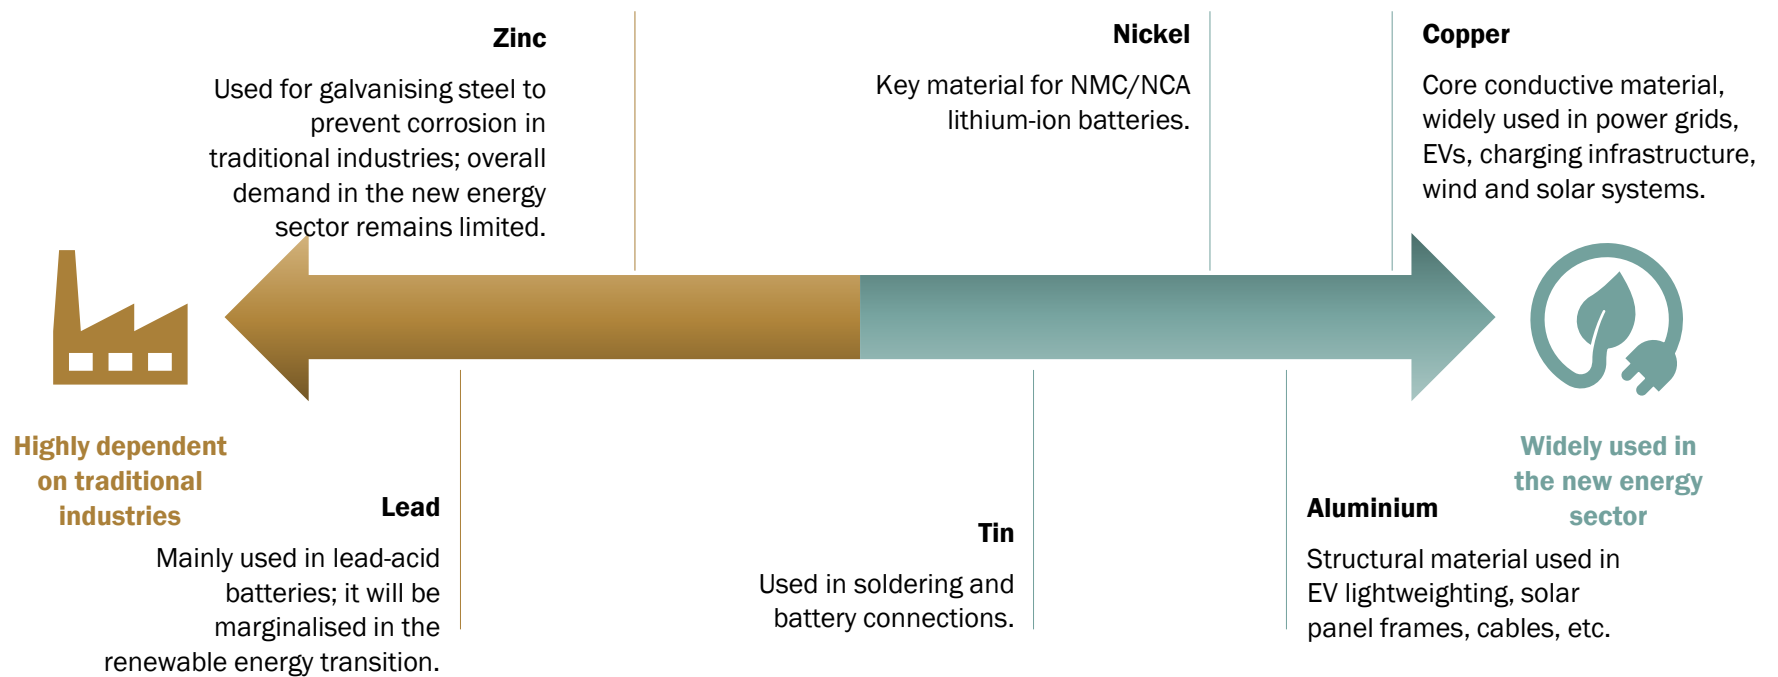 Zinc
Used for galvanising steel to
prevent corrosion in
traditional industries; overall
demand in the new energy
sector remains limited.
Nickel
Key material for NMC/NCA
lithium-ion batteries.
Copper
Core conductive material,
widely used in power grids,
EVs, charging infrastructure,
wind and solar systems.
Highly dependent
on traditional
industries
Widely used in
the new energy
sector
Lead
Mainly used in lead-acid
batteries; it will be
marginalised in the
renewable energy transition.
Tin
Used in soldering and
battery connections.
Aluminium
Structural material used in
EV lightweighting, solar
panel frames, cables, etc.